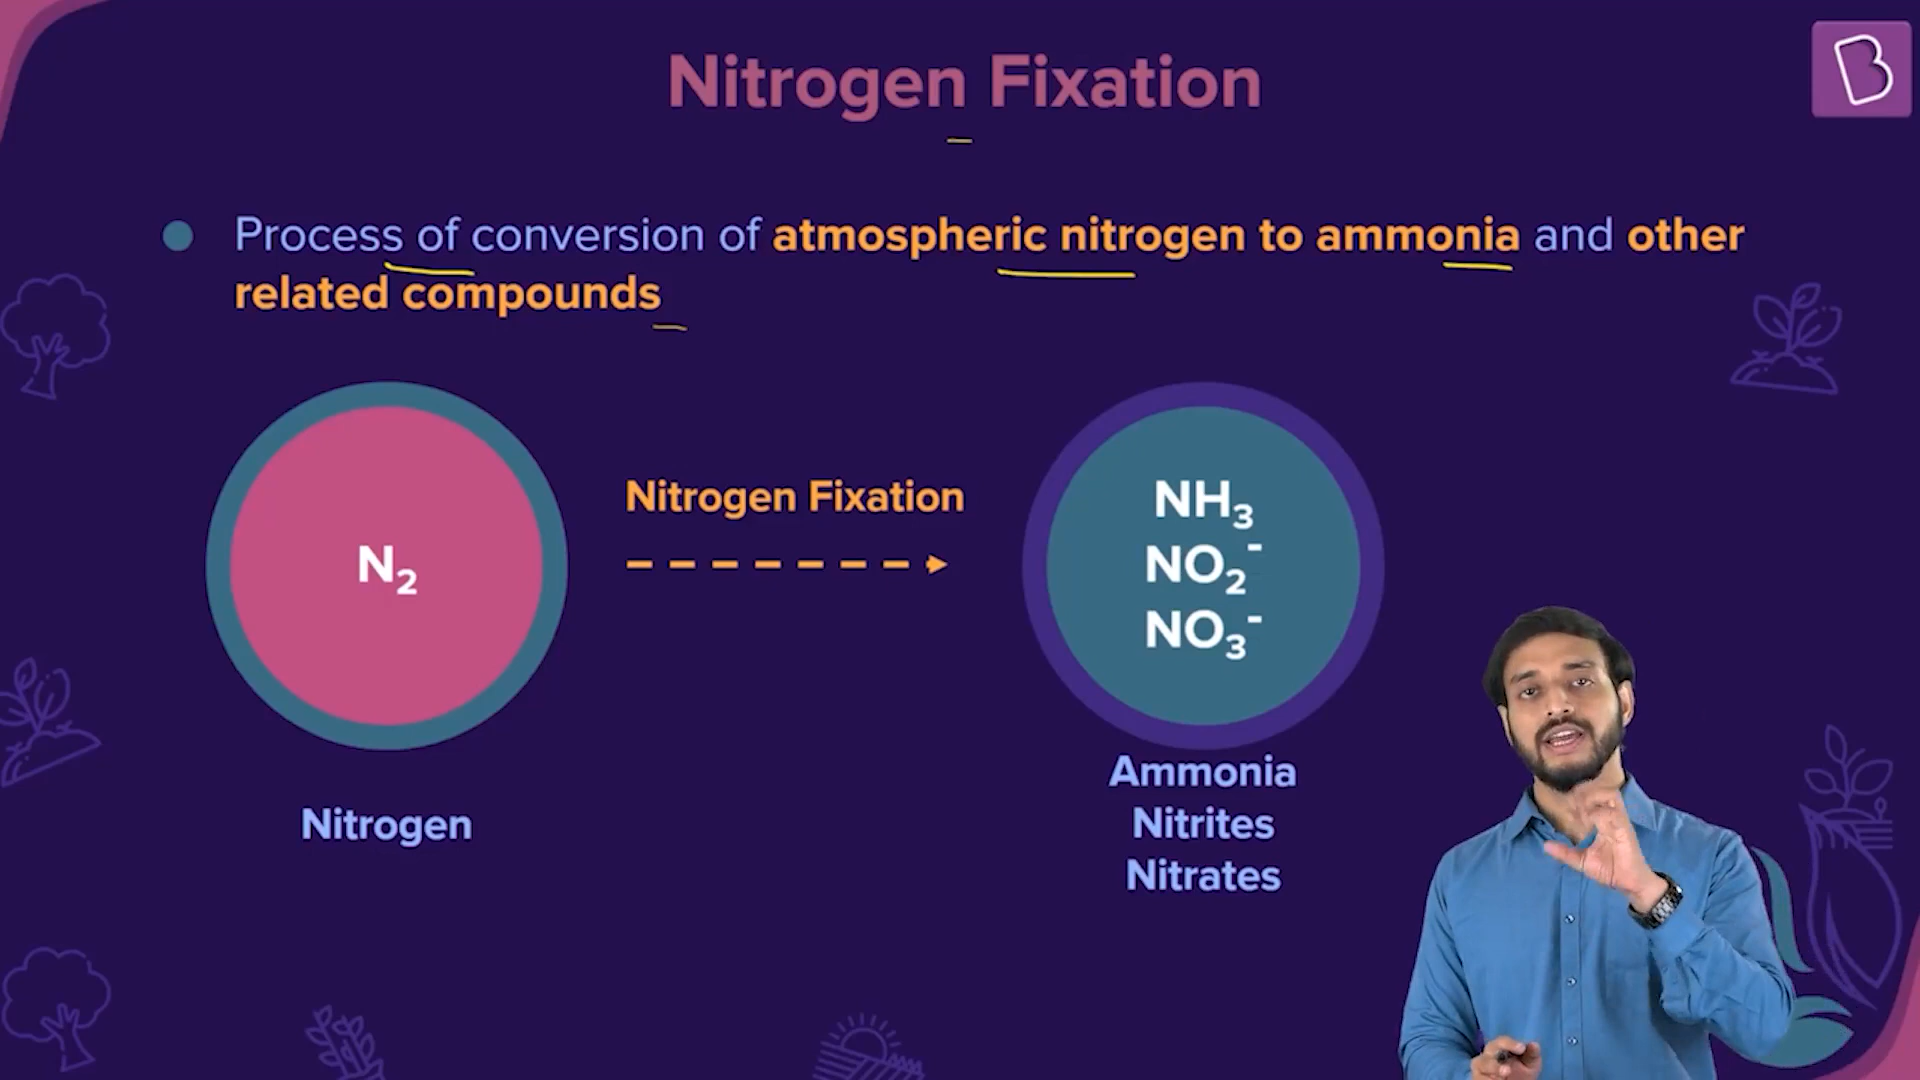 Nitrogen Fixation
Process of conversion of atmospheric nitrogen to ammonia and other
related compounds
N₂
Nitrogen Fixation
NH₃
NO₂⁻
NO₃⁻
Nitrogen
Ammonia
Nitrites
Nitrates
B